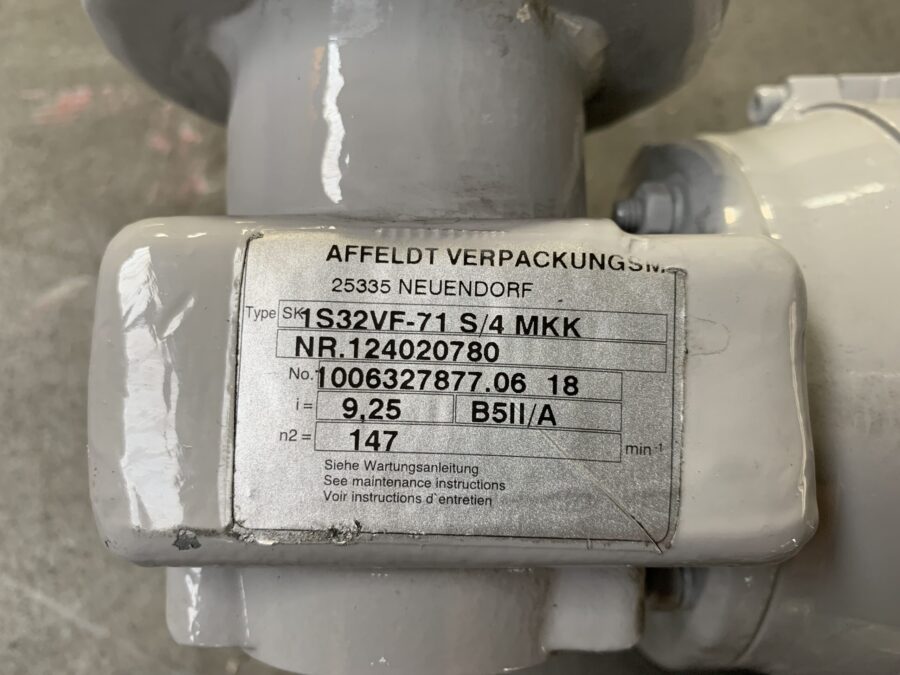 AFFELDT VERPACKUNGSM
25335 NEUENDORF
Type SK 1S32VF-71 S/4 MKK
NR.124020780
No. 1006327877.06 18
i = 9,25 B5II/A
n2 = 147 min-1
Siehe Wartungsanleitung
See maintenance instructions
Voir instructions d`entretien